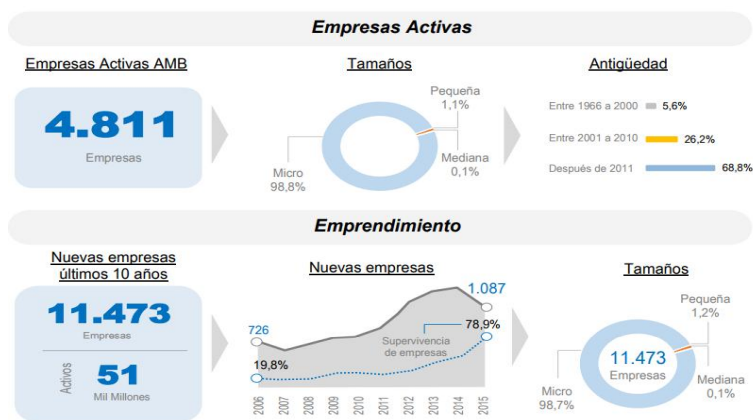 Empresas Activas
Empresas Activas AMB
4.811
Empresas
Tamaños
Pequeña
1,1%
Mediana
0,1%
Micro
98,8%
Antigüedad
Entre 1966 a 2000
5,6%
Entre 2001 a 2010
26,2%
Después de 2011
68,8%
Emprendimiento
Nuevas empresas
últimos 10 años
11.473
Empresas
Activos
51
Mil Millones
Nuevas empresas
726
1.087
78,9%
Supervivencia
de empresas
19,8%
2006
2007
2008
2009
2010
2011
2012
2013
2014
2015
Tamaños
Pequeña
1,2%
11.473
Empresas
Mediana
0,1%
Micro
98,7%